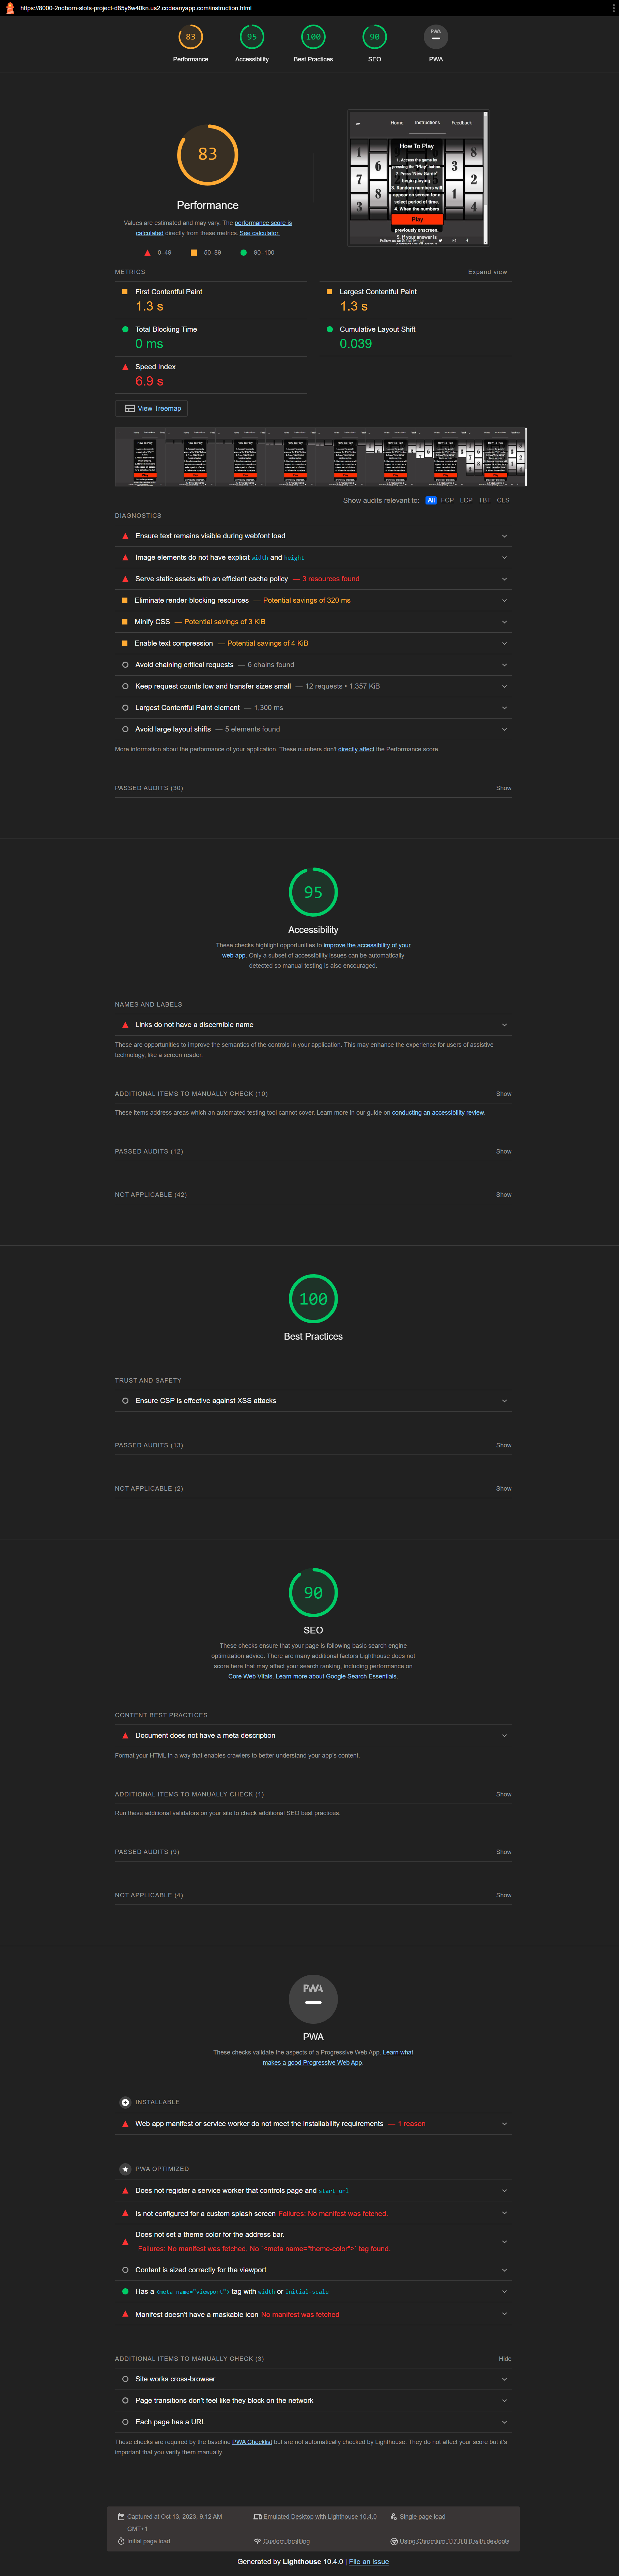 https://8000-2ndborn-slots-project-d85y6w40kn.us2.codeanyapp.com/instruction.html
83 95 100 90 PWA
Performance Accessibility Best Practices SEO PWA
83
Performance
Values are estimated and may vary. The performance score is
calculated directly from these metrics. See calculator.
0–49 50–89 90–100
Home Instructions Feedback
How To Play
1. Access the game by
pressing the "Play" button.
2. Press "New Game"
begin playing.
3. Random numbers will
appear on screen for a
select period of time.
4. When the numbers
Play
previously onscreen.
5. If your answer is
Follow us on Social Media
METRICS Expand view
First Contentful Paint
1.3 s
Largest Contentful Paint
1.3 s
Total Blocking Time
0 ms
Cumulative Layout Shift
0.039
Speed Index
6.9 s
View Treemap
Show audits relevant to: All FCP LCP TBT CLS
DIAGNOSTICS
Ensure text remains visible during webfont load
Image elements do not have explicit width and height
Serve static assets with an efficient cache policy — 3 resources found
Eliminate render-blocking resources — Potential savings of 320 ms
Minify CSS — Potential savings of 3 KiB
Enable text compression — Potential savings of 4 KiB
Avoid chaining critical requests — 6 chains found
Keep request counts low and transfer sizes small — 12 requests • 1,357 KiB
Largest Contentful Paint element — 1,300 ms
Avoid large layout shifts — 5 elements found
More information about the performance of your application. These numbers don't directly affect the Performance score.
PASSED AUDITS (30) Show
95
Accessibility
These checks highlight opportunities to improve the accessibility of your
web app. Only a subset of accessibility issues can be automatically
detected so manual testing is also encouraged.
NAMES AND LABELS
Links do not have a discernible name
These are opportunities to improve the semantics of the controls in your application. This may enhance the experience for users of assistive
technology, like a screen reader.
ADDITIONAL ITEMS TO MANUALLY CHECK (10) Show
These items address areas which an automated testing tool cannot cover. Learn more in our guide on conducting an accessibility review.
PASSED AUDITS (12) Show
NOT APPLICABLE (42) Show
100
Best Practices
TRUST AND SAFETY
Ensure CSP is effective against XSS attacks
PASSED AUDITS (13) Show
NOT APPLICABLE (2) Show
90
SEO
These checks ensure that your page is following basic search engine
optimization advice. There are many additional factors Lighthouse does not
score here that may affect your search ranking, including performance on
Core Web Vitals. Learn more about Google Search Essentials.
CONTENT BEST PRACTICES
Document does not have a meta description
Format your HTML in a way that enables crawlers to better understand your app's content.
ADDITIONAL ITEMS TO MANUALLY CHECK (1) Show
Run these additional validators on your site to check additional SEO best practices.
PASSED AUDITS (9) Show
NOT APPLICABLE (4) Show
PWA
PWA
These checks validate the aspects of a Progressive Web App. Learn what
makes a good Progressive Web App.
INSTALLABLE
Web app manifest or service worker do not meet the installability requirements — 1 reason
PWA OPTIMIZED
Does not register a service worker that controls page and start_url
Is not configured for a custom splash screen Failures: No manifest was fetched.
Does not set a theme color for the address bar.
Failures: No manifest was fetched, No `<meta name="theme-color">` tag found.
Content is sized correctly for the viewport
Has a <meta name="viewport"> tag with width or initial-scale
Manifest doesn't have a maskable icon No manifest was fetched
ADDITIONAL ITEMS TO MANUALLY CHECK (3) Hide
Site works cross-browser
Page transitions don't feel like they block on the network
Each page has a URL
These checks are required by the baseline PWA Checklist but are not automatically checked by Lighthouse. They do not affect your score but it's
important that you verify them manually.
Captured at Oct 13, 2023, 9:12 AM
GMT+1
Emulated Desktop with Lighthouse 10.4.0
Single page load
Initial page load
Custom throttling
Using Chromium 117.0.0.0 with devtools
Generated by Lighthouse 10.4.0 | File an issue